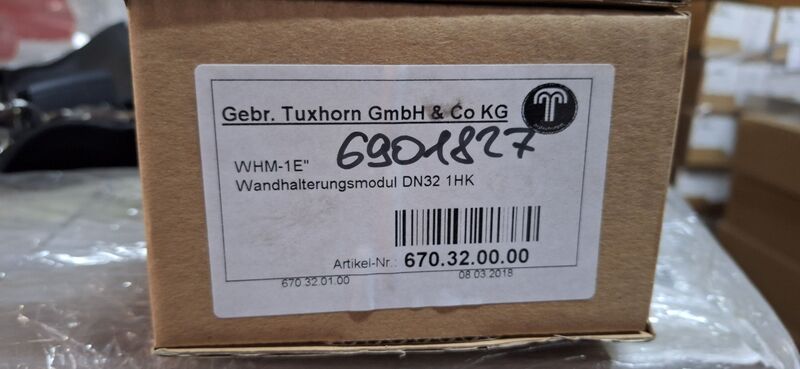 Gebr. Tuxhorn GmbH & Co KG
6901827
WHM-1E"
Wandhalterungsmodul DN32 1HK
Artikel-Nr.: 670.32.00.00
670.32.01.00 08.03.2018